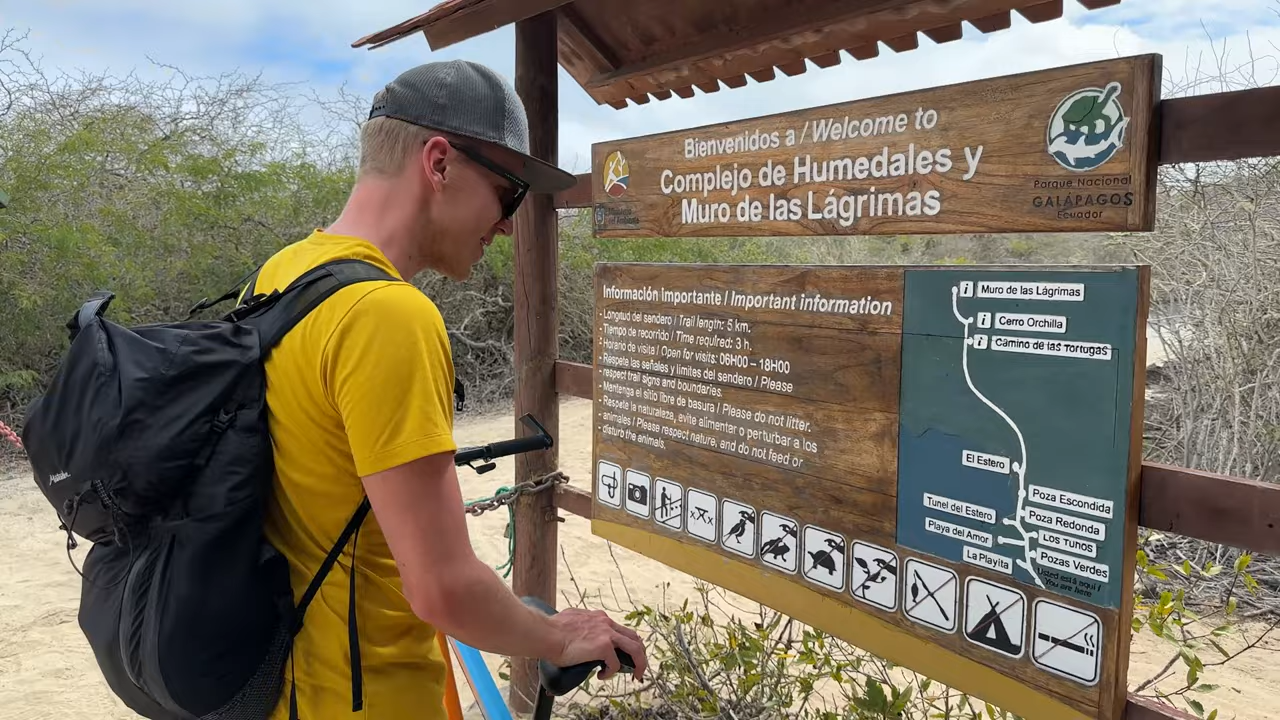 Bienvenidos a / Welcome to
Complejo de Humedales y
Muro de las Lágrimas
Parque Nacional
GALÁPAGOS
Ecuador
Información Importante / Important information
- Longitud del sendero / Trail length: 5 km.
- Tiempo de recorrido / Time required: 3 h.
- Horario de visita / Open for visits: 06H00 – 18H00
- Respete las señales y límites del sendero / Please
respect trail signs and boundaries.
- Mantenga el sitio libre de basura / Please do not litter.
- Respete la naturaleza, evite alimentar o perturbar a los
- animales / Please respect nature, and do not feed or
- disturb the animals.
i Muro de las Lágrimas
i Cerro Orchilla
i Camino de las Tortugas
El Estero
Poza Escondida
Tunel del Estero
Poza Redonda
Playa del Amor
Los Tunos
La Playita
Pozas Verdes
Usted está aquí /
You are here